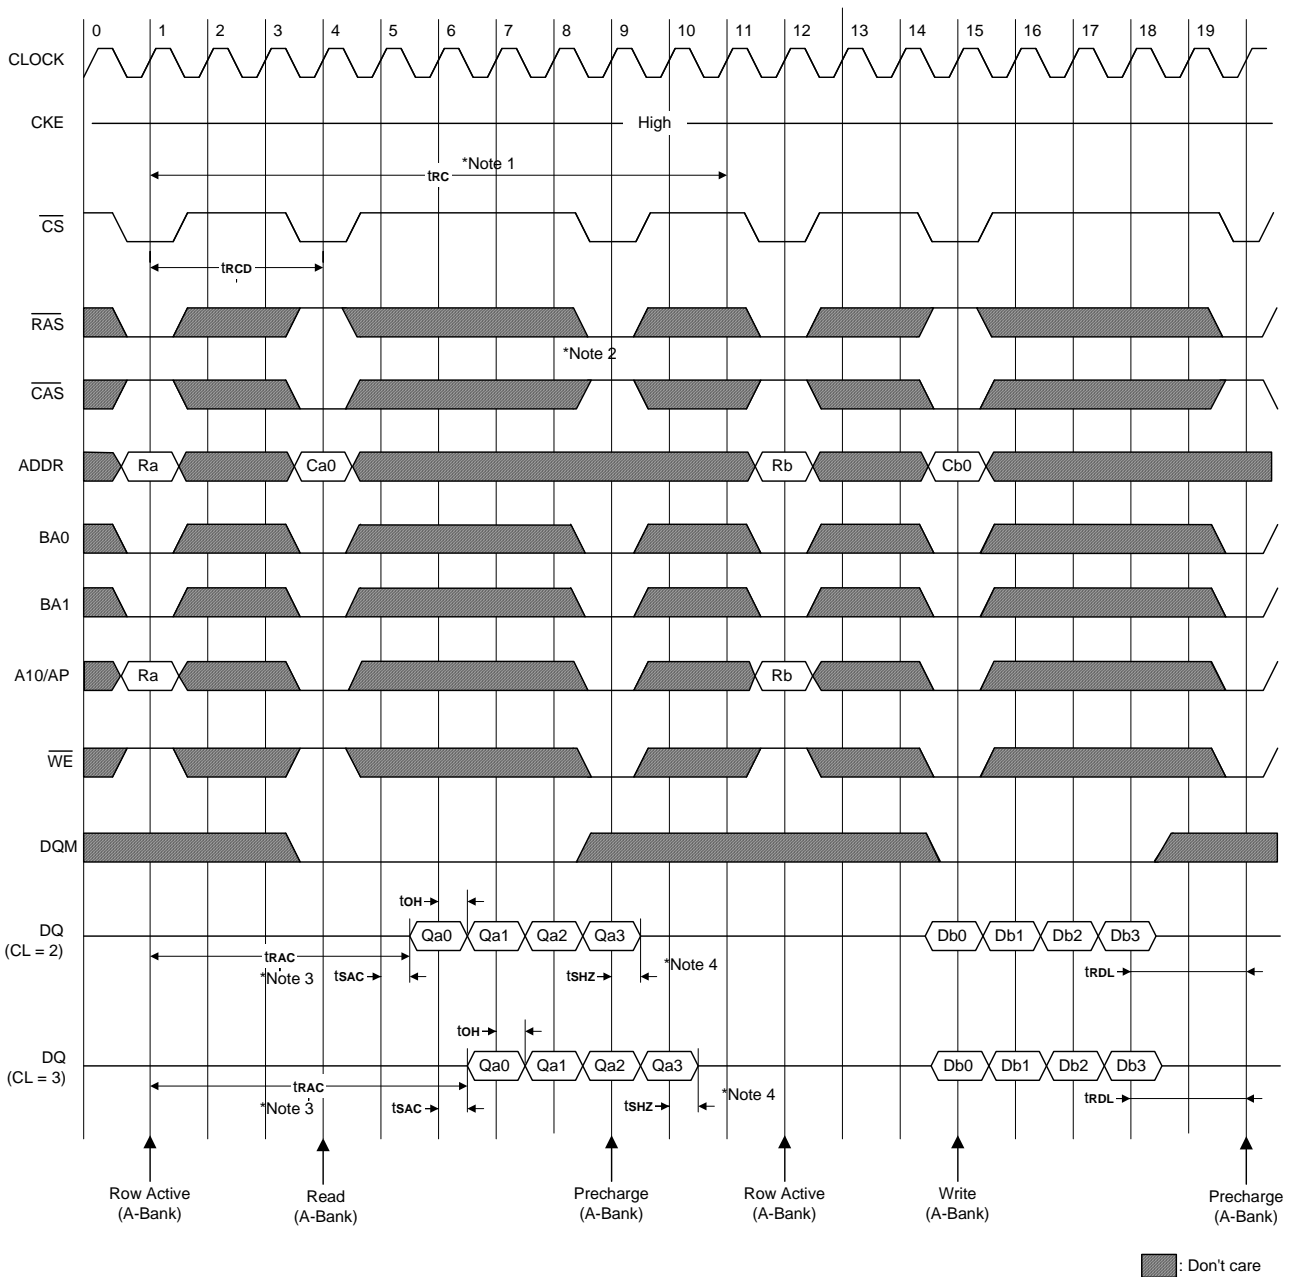 0 1 2 3 4 5 6 7 8 9 10 11 12 13 14 15 16 17 18 19
CLOCK
CKE High
*Note 1
tRC
CS
tRCD
RAS
*Note 2
CAS
ADDR Ra Ca0 Rb Cb0
BA0
BA1
A10/AP Ra Rb
WE
DQM
tOH
DQ Qa0 Qa1 Qa2 Qa3 Db0 Db1 Db2 Db3
(CL = 2)
tRAC
*Note 3 tSAC tSHZ *Note 4 tRDL
tOH
DQ Qa0 Qa1 Qa2 Qa3 Db0 Db1 Db2 Db3
(CL = 3)
tRAC
*Note 3 tSAC tSHZ *Note 4 tRDL
Row Active Read Precharge Row Active Write Precharge
(A-Bank) (A-Bank) (A-Bank) (A-Bank) (A-Bank) (A-Bank)
: Don't care